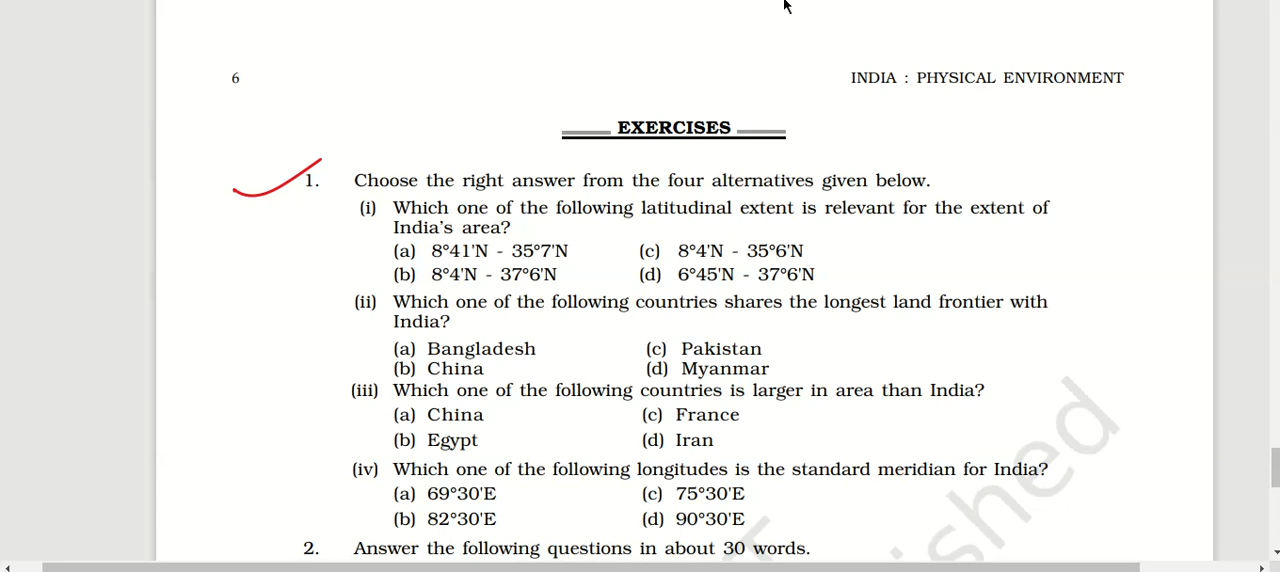 6 INDIA : PHYSICAL ENVIRONMENT
EXERCISES
1. Choose the right answer from the four alternatives given below.
(i) Which one of the following latitudinal extent is relevant for the extent of
India's area?
(a) 8°41'N - 35°7'N (c) 8°4'N - 35°6'N
(b) 8°4'N - 37°6'N (d) 6°45'N - 37°6'N
(ii) Which one of the following countries shares the longest land frontier with
India?
(a) Bangladesh (c) Pakistan
(b) China (d) Myanmar
(iii) Which one of the following countries is larger in area than India?
(a) China (c) France
(b) Egypt (d) Iran
(iv) Which one of the following longitudes is the standard meridian for India?
(a) 69°30'E (c) 75°30'E
(b) 82°30'E (d) 90°30'E
2. Answer the following questions in about 30 words.